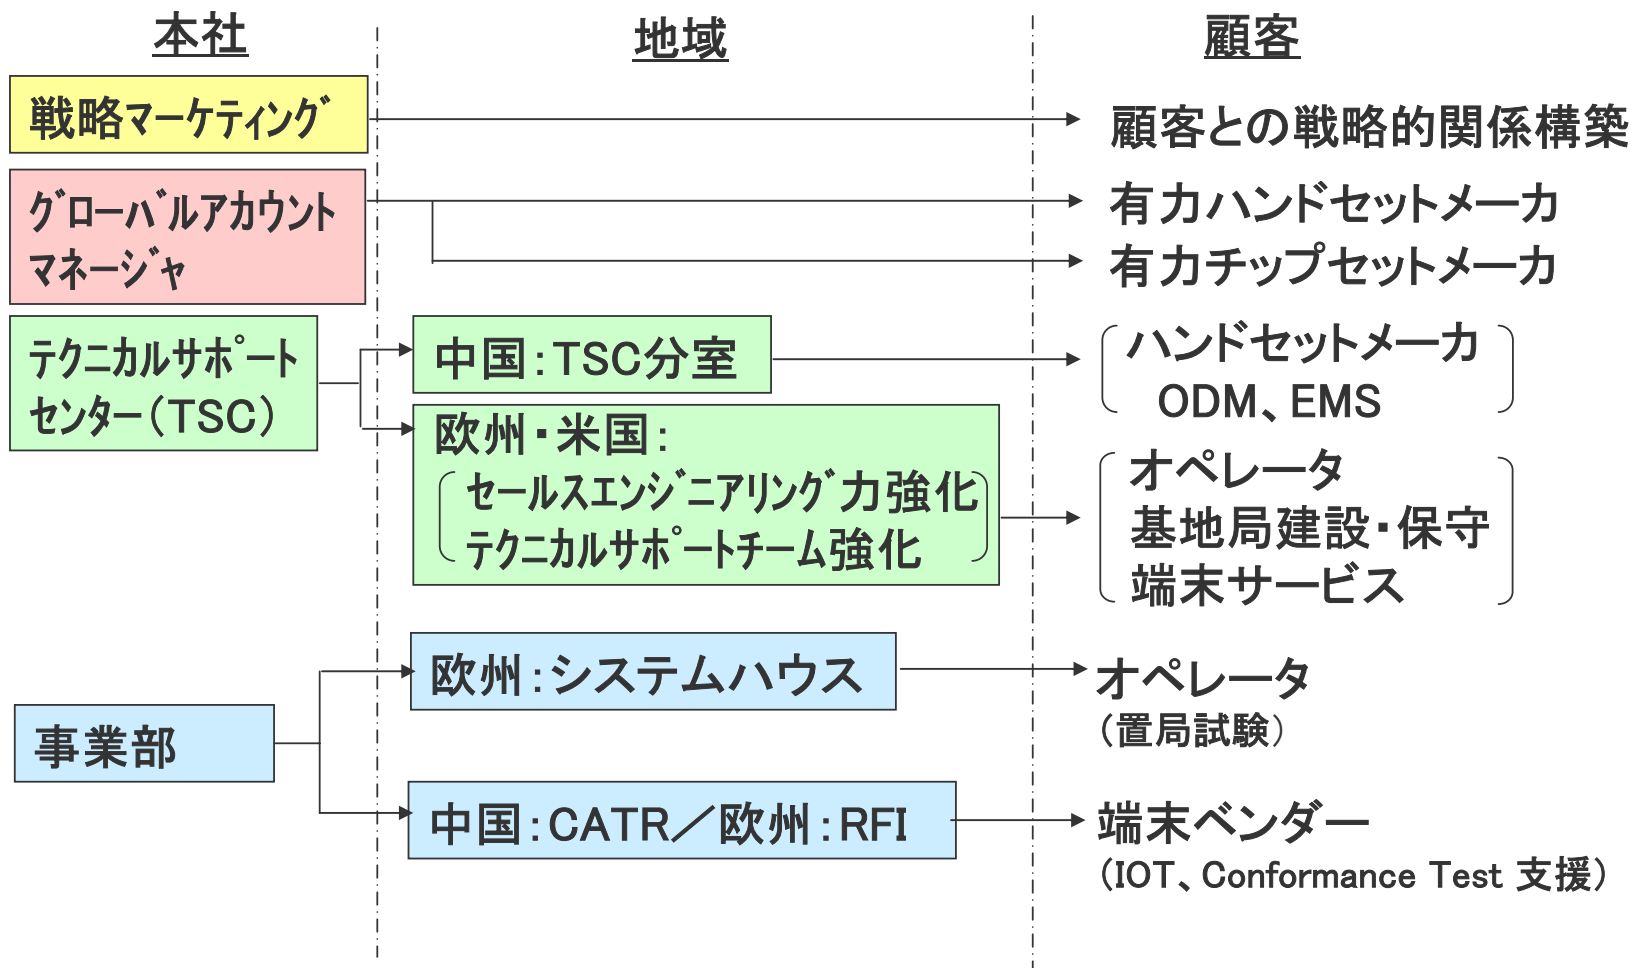 本社
地域
顧客
戦略ﾏｰｹﾃｨﾝｸﾞ
顧客との戦略的関係構築
ｸﾞﾛｰﾊﾞﾙｱｶｳﾝﾄ
ﾏﾈｰｼﾞｬ
有力ハンドセットメーカ
有力チップセットメーカ
ﾃｸﾆｶﾙｻﾎﾟｰﾄ
ｾﾝﾀｰ（TSC）
中国：TSC分室
ハンドセットメーカ
ODM、EMS
欧州・米国：
ｾｰﾙｽｴﾝｼﾞﾆｱﾘﾝｸﾞ力強化
ﾃｸﾆｶﾙｻﾎﾟｰﾄﾁｰﾑ強化
オペレータ
基地局建設・保守
端末サービス
事業部
欧州：システムハウス
オペレータ
（置局試験）
中国：CATR／欧州：RFI
端末ベンダー
（IOT、Conformance Test 支援）